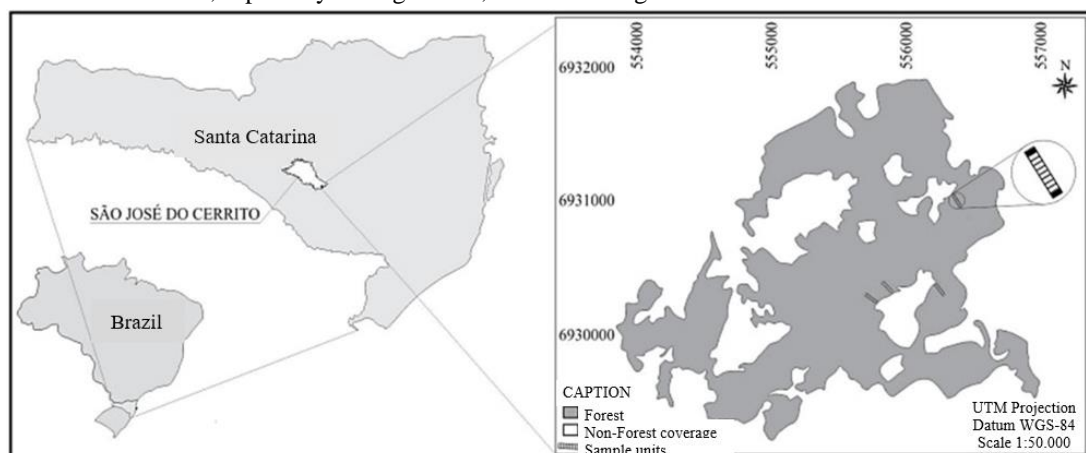 Santa Catarina
SÃO JOSÉ DO CERRITO
Brazil
554000
555000
556000
557000
N
6932000
6931000
6930000
CAPTION
Forest
Non-Forest coverage
Sample units
UTM Projection
Datum WGS-84
Scale 1:50.000